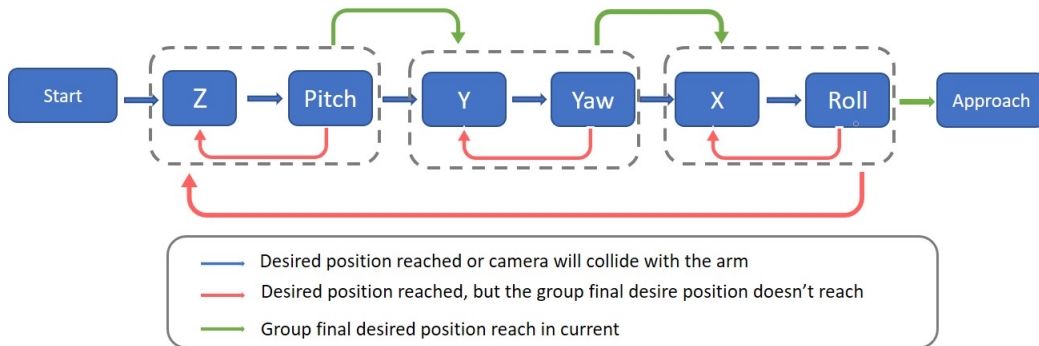 Start
Z
Pitch
Y
Yaw
X
Roll
Approach
Desired position reached or camera will collide with the arm
Desired position reached, but the group final desire position doesn’t reach
Group final desired position reach in current